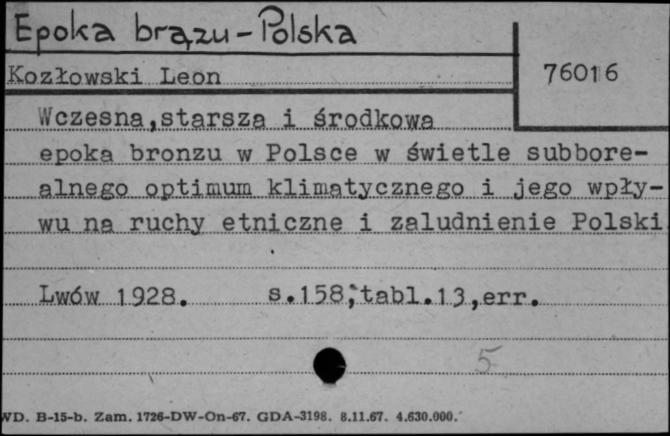 Epoka brązu - Polska
Kozłowski Leon
76016
Wczesna,starsza i środkowa
epoka bronzu w Polsce w świetle subbore-
alnego optimum klimatycznego i jego wpły-
wu na ruchy etniczne i zaludnienie Polski
Lwów 1928. s.158,tabl.13,err.
5
WD. B-15-b. Zam. 1726-DW-On-67. GDA-3198. 8.11.67. 4.630.000.